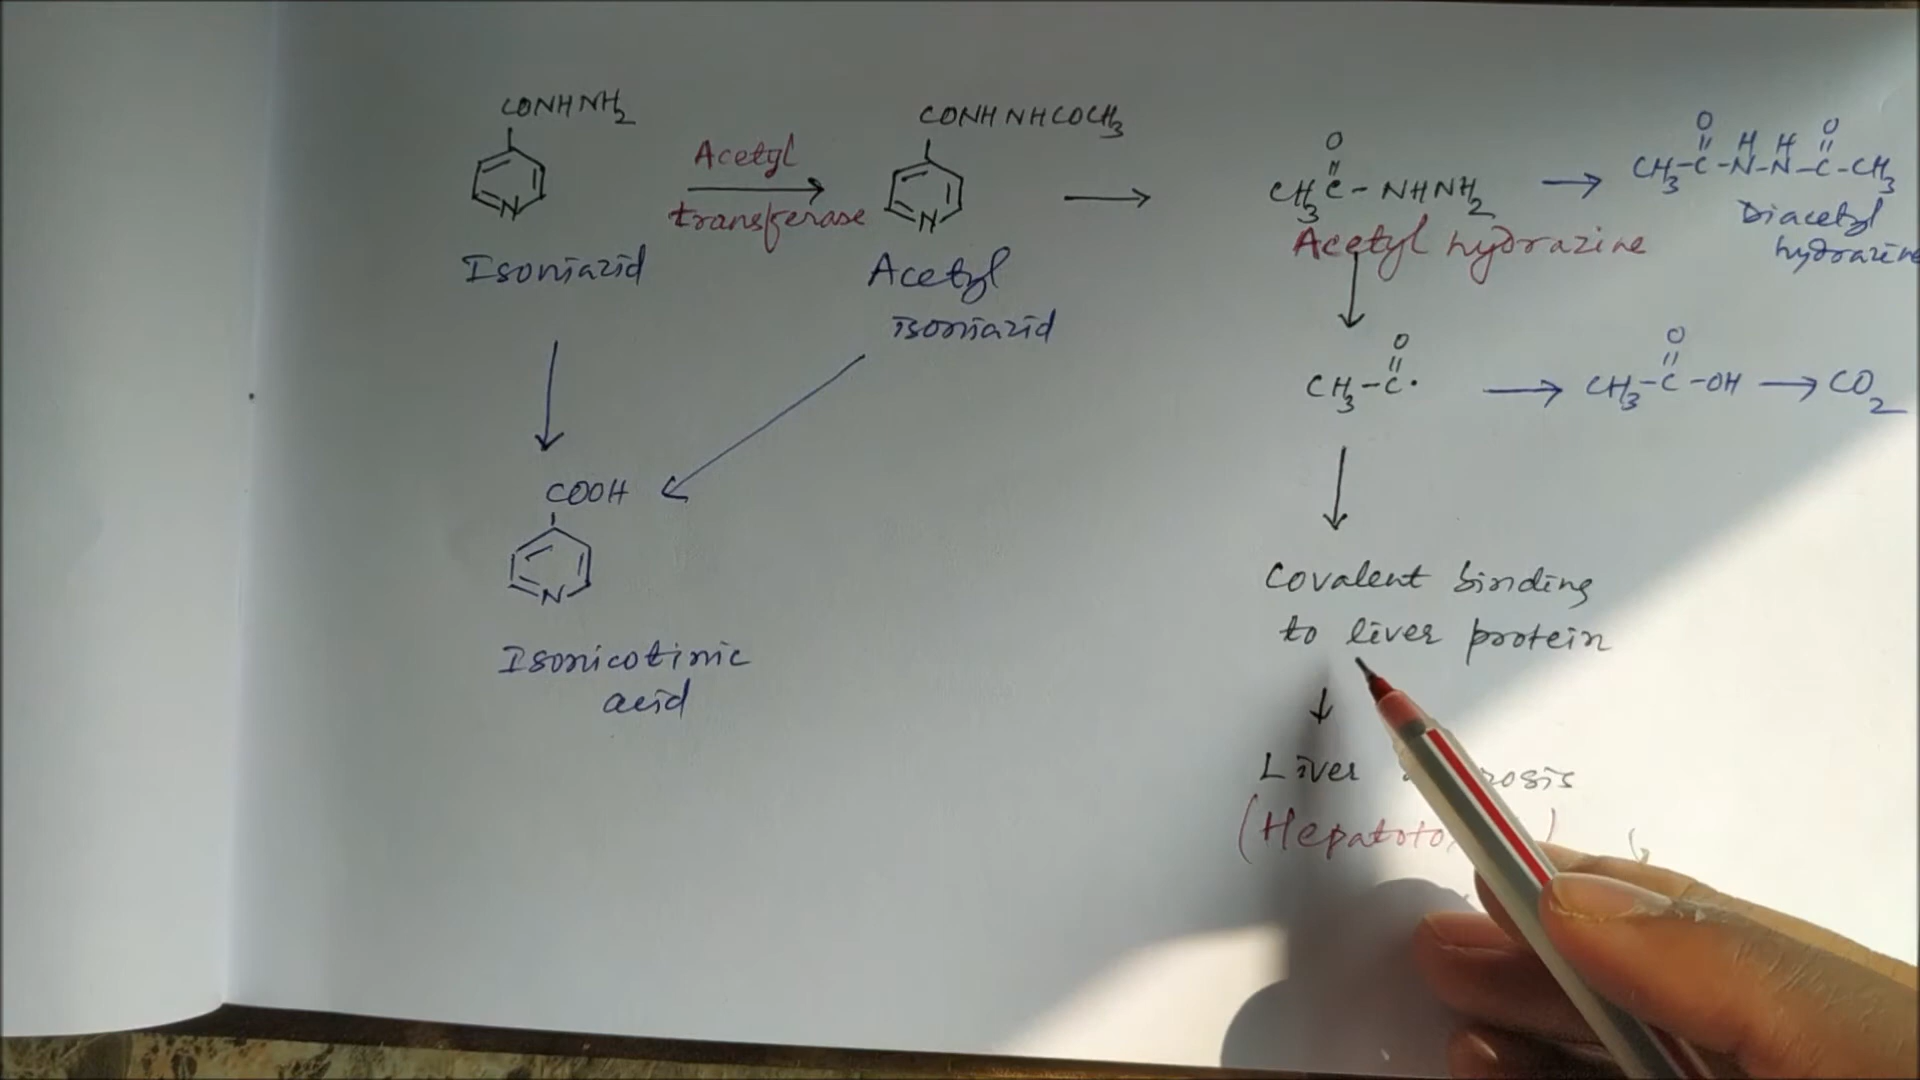 CONHNH2
N
Isoniazid
Acetyl
transferase
CONHNHCOCH3
N
Acetyl
isoniazid
O
CH3C-NHNH2
Acetyl hydrazine
O H H O
CH3-C-N-N-C-CH3
Diacetyl
hydrazine
O
CH3-C•
O
CH3-C-OH → CO2
COOH
N
Isonicotinic
acid
Covalent binding
to liver protein
Liver
(Hepatoto